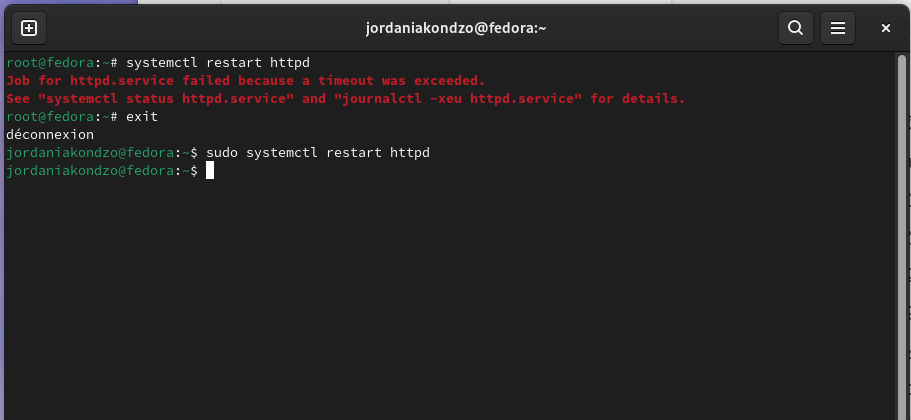 jordaniakondzo@fedora:~
root@fedora:~# systemctl restart httpd
Job for httpd.service failed because a timeout was exceeded.
See "systemctl status httpd.service" and "journalctl -xeu httpd.service" for details.
root@fedora:~# exit
déconnexion
jordaniakondzo@fedora:~$ sudo systemctl restart httpd
jordaniakondzo@fedora:~$